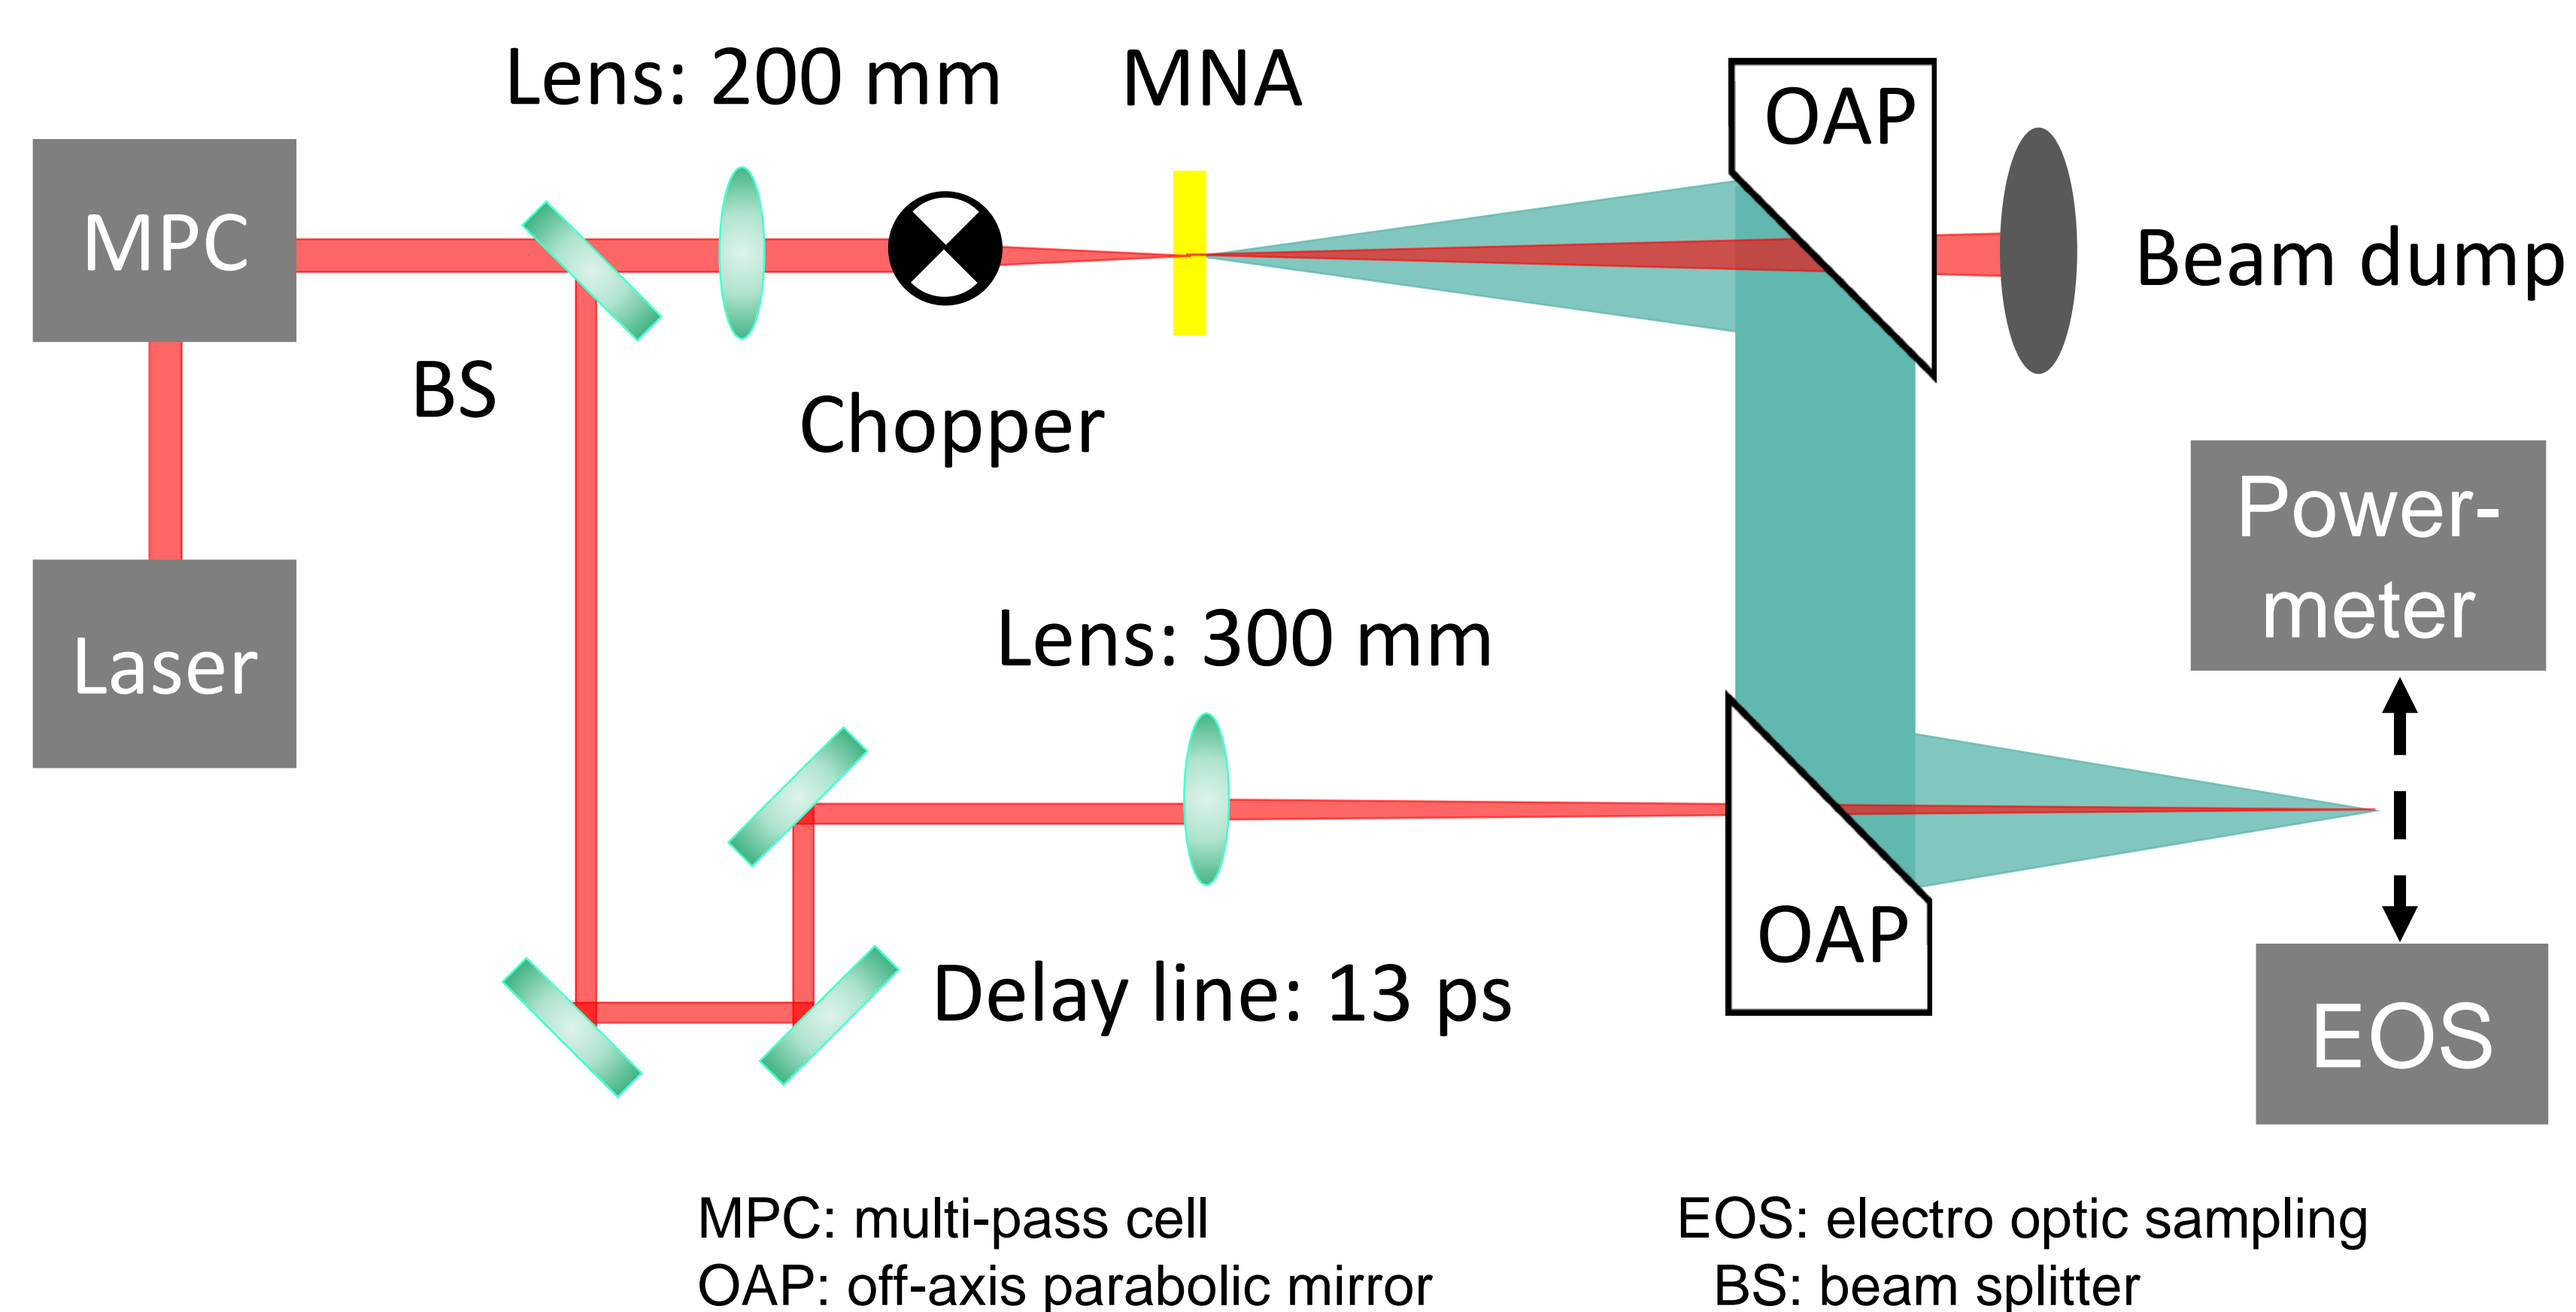 Lens: 200 mm
MNA
OAP
MPC
Beam dump
BS
Chopper
Power-
meter
Laser
Lens: 300 mm
OAP
Delay line: 13 ps
EOS
MPC: multi-pass cell
EOS: electro optic sampling
OAP: off-axis parabolic mirror
BS: beam splitter